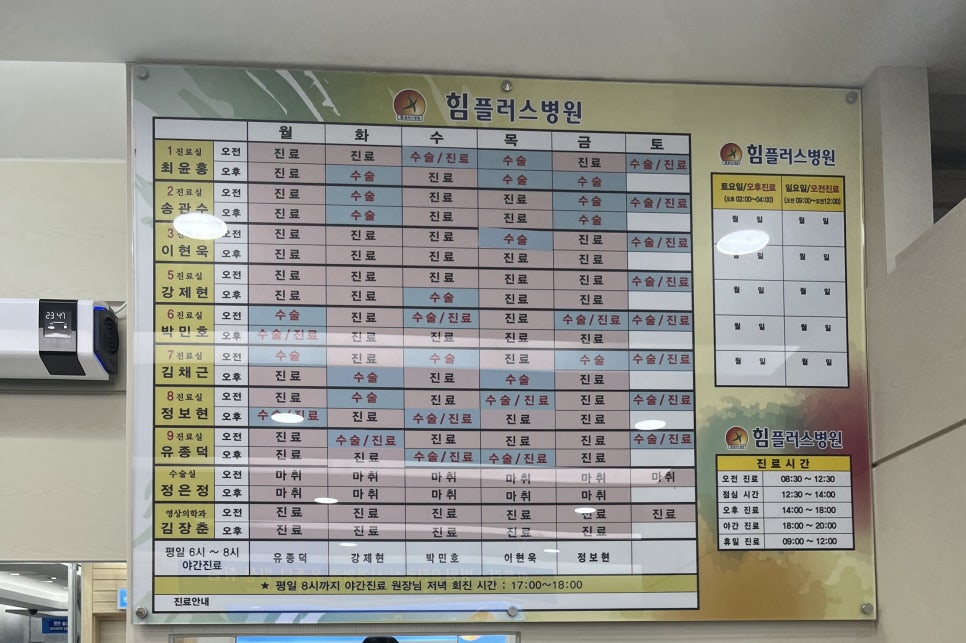 힘플러스병원
월 화 수 목 금 토
1진료실 오전 진료 진료 수술/진료 수술 진료 수술/진료
최윤홍 오후 진료 수술 진료 수술 수술
2진료실 오전 진료 수술 진료 진료 수술 수술/진료
송광수 오후 진료 수술 진료 진료 수술
3 오전 진료 진료 진료 수술 진료 수술/진료
이현욱 오후 진료 진료 진료 진료 진료
5진료실 오전 진료 진료 진료 진료 진료 수술/진료
강제현 오후 진료 진료 수술 진료 진료
6진료실 오전 수술 진료 수술/진료 진료 수술/진료 수술/진료
박민호 오후 수술/진료 진료 진료 진료 진료
7진료실 오전 수술 진료 수술 진료 수술 수술/진료
김채근 오후 진료 수술 진료 수술 진료
8진료실 오전 진료 수술 진료 수술/진료 진료 수술/진료
정보현 오후 수술/진료 진료 수술/진료 진료 진료
9진료실 오전 진료 수술/진료 진료 진료 진료 수술/진료
유종덕 오후 진료 진료 수술/진료 수술/진료 진료
수술실 오전 마취 마취 마취 마취 마취 마취
정은정 오후 마취 마취 마취 마취 마취
영상의학과 오전 진료 진료 진료 진료 진료 진료
김장춘 오후 진료 진료 진료 진료 진료
평일 6시~8시
야간진료 유종덕 강제현 박민호 이현욱 정보현
★ 평일 8시까지 야간진료 원장님 저녁 회진 시간 : 17:00~18:00
진료안내
힘플러스병원
토요일/오후진료 일요일/오전진료
(오후 02:00~04:00) (오전 09:00~오전12:00)
월 일 월 일
월 일 월 일
월 일 월 일
월 일 월 일
월 일 월 일
힘플러스병원
진료시간
오전 진료 08:30 ~ 12:30
점심 시간 12:30 ~ 14:00
오후 진료 14:00 ~ 18:00
야간 진료 18:00 ~ 20:00
휴일 진료 09:00 ~ 12:00
23:47